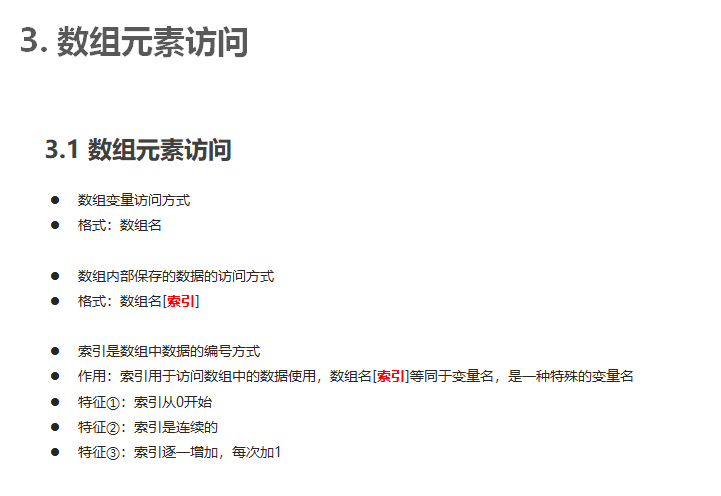 3. 数组元素访问
3.1 数组元素访问
● 数组变量访问方式
● 格式：数组名
● 数组内部保存的数据的访问方式
● 格式：数组名[索引]
● 索引是数组中数据的编号方式
● 作用：索引用于访问数组中的数据使用，数组名[索引]等同于变量名，是一种特殊的变量名
● 特征①：索引从0开始
● 特征②：索引是连续的
● 特征③：索引逐一增加，每次加1